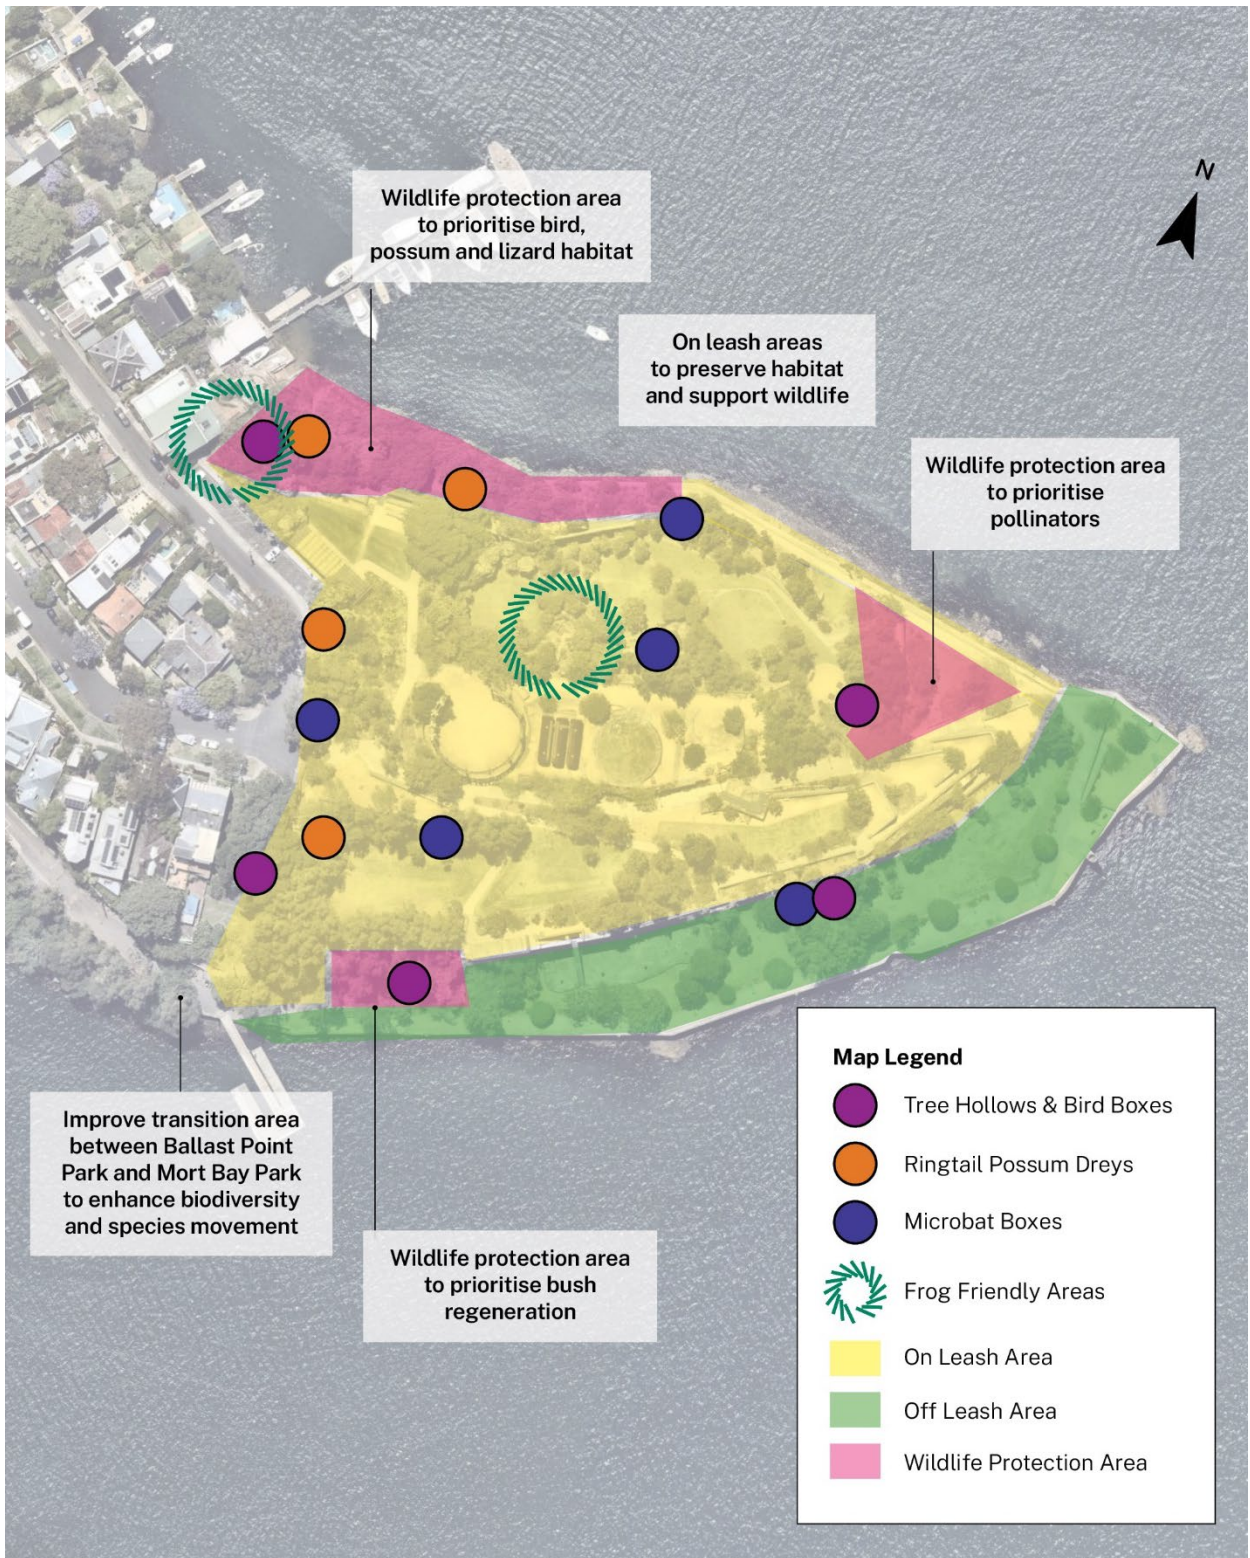 N
Wildlife protection area
to prioritise bird,
possum and lizard habitat
On leash areas
to preserve habitat
and support wildlife
Wildlife protection area
to prioritise
pollinators
Improve transition area
between Ballast Point
Park and Mort Bay Park
to enhance biodiversity
and species movement
Wildlife protection area
to prioritise bush
regeneration
Map Legend
Tree Hollows & Bird Boxes
Ringtail Possum Dreys
Microbat Boxes
Frog Friendly Areas
On Leash Area
Off Leash Area
Wildlife Protection Area